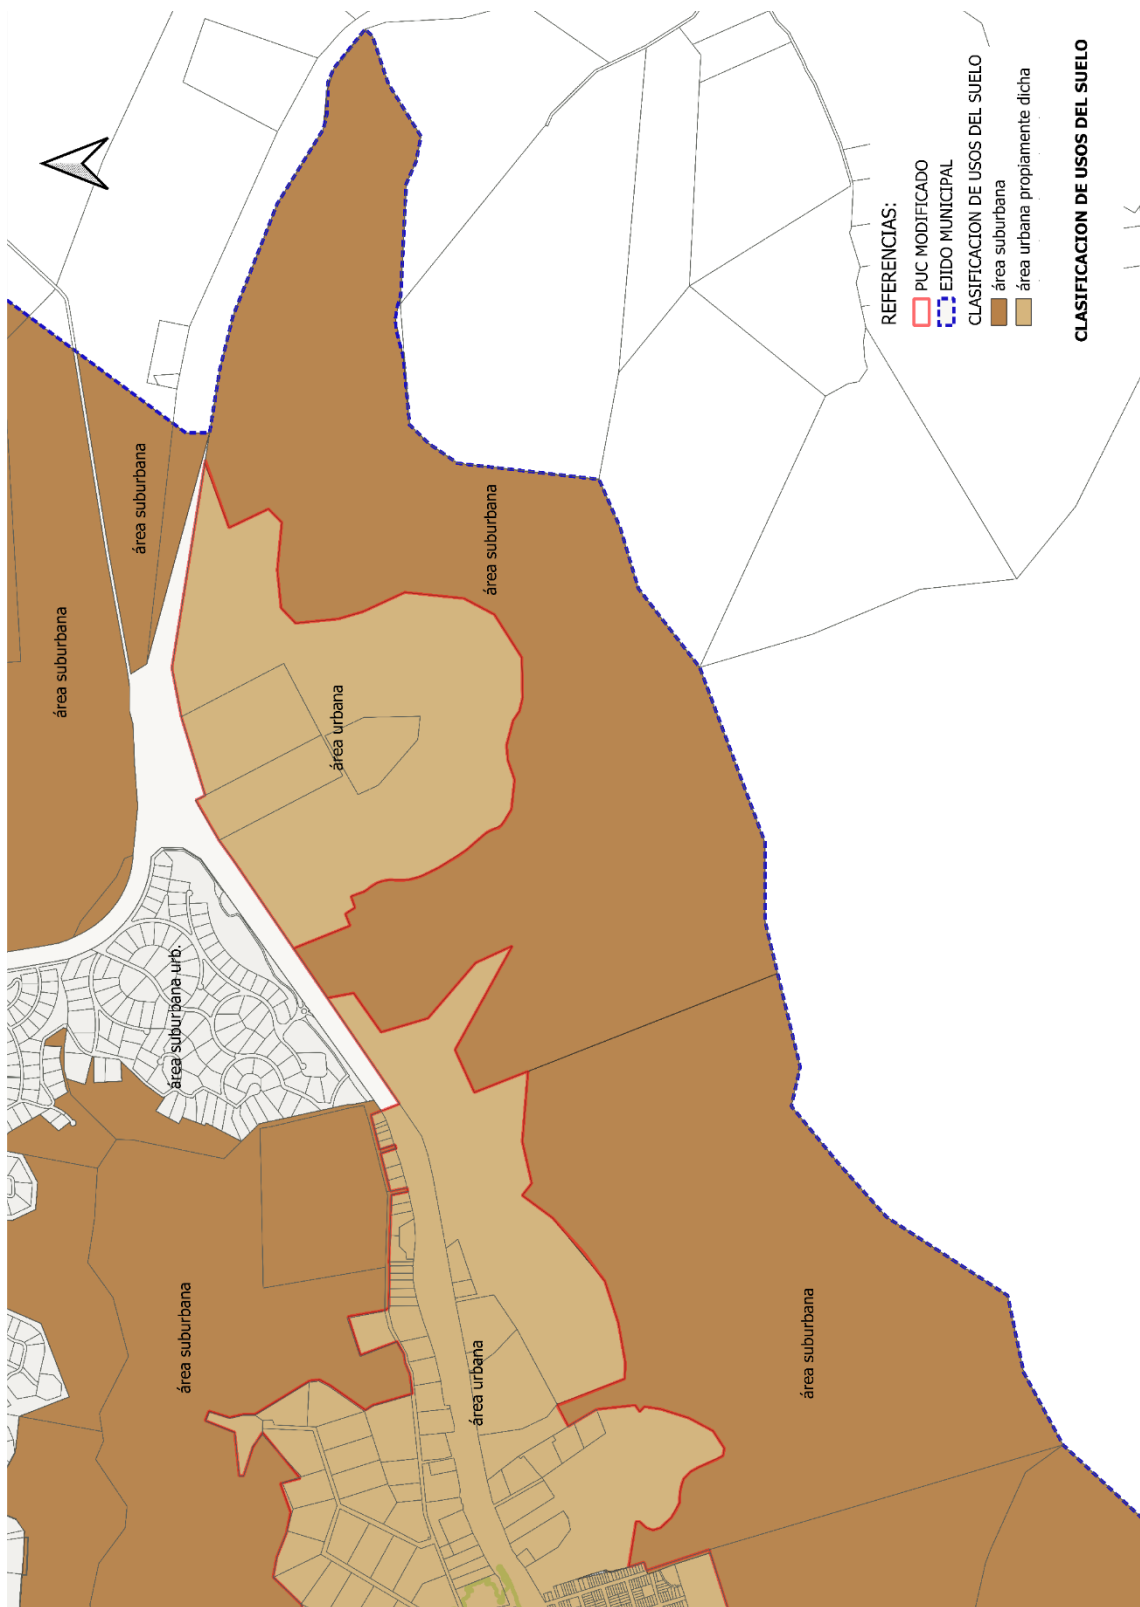 área suburbana
área suburbana
área suburbana
área urbana
área suburbana urb.
área suburbana
área urbana
área suburbana
REFERENCIAS:
PUC MODIFICADO
EJIDO MUNICIPAL
CLASIFICACION DE USOS DEL SUELO
área suburbana
área urbana propiamente dicha
CLASIFICACION DE USOS DEL SUELO